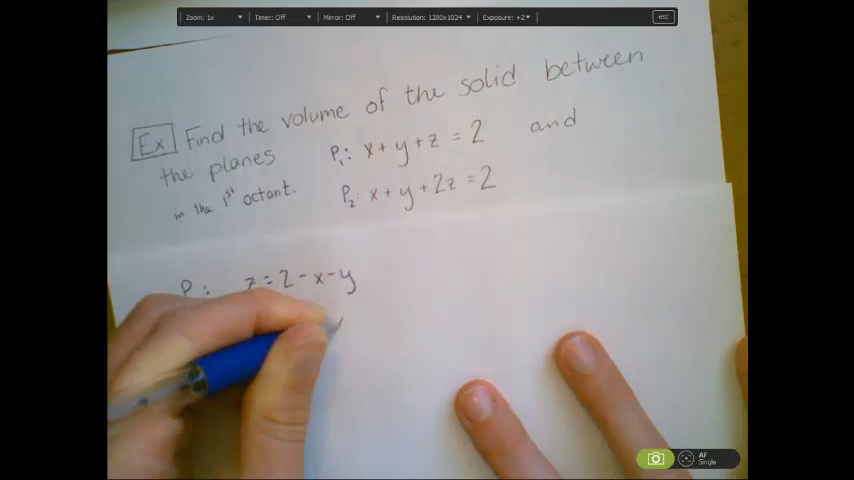 Zoom: 1x Timer: Off Mirror: Off Resolution: 1280x1024 Exposure: +2 esc
Ex Find the volume of the solid between
the planes P₁: x + y + z = 2 and
in the 1st octant. P₂: x + y + 2z = 2
P : z = 2 - x - y
AF
Single